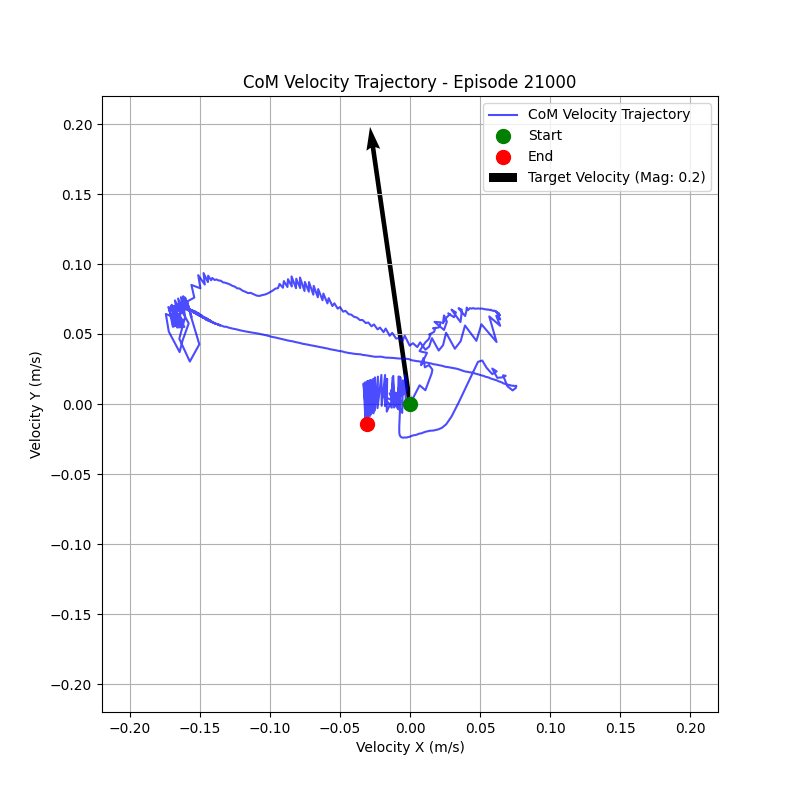 CoM Velocity Trajectory - Episode 21000
CoM Velocity Trajectory
Start
End
Target Velocity (Mag: 0.2)
0.20
0.15
0.10
0.05
0.00
−0.05
−0.10
−0.15
−0.20
Velocity Y (m/s)
−0.20 −0.15 −0.10 −0.05 0.00 0.05 0.10 0.15 0.20
Velocity X (m/s)